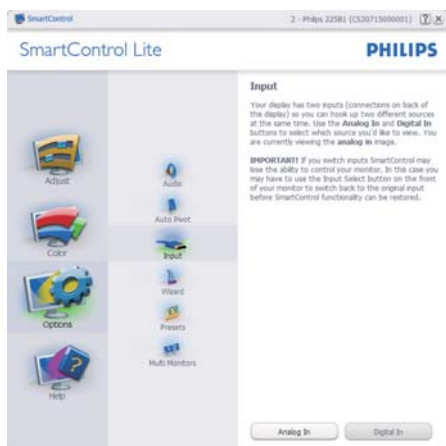 SmartControl
2 - Philips 225B1 (CS30715000001)
SmartControl Lite
PHILIPS
Adjust
Color
Options
Help
Audio
Auto Pivot
Input
Wizard
Presets
Multi Monitors
Input
Your display has two inputs (connections on back of
this display) so you can hook up two different sources
at the same time. Use the Analog In and Digital In
buttons to select which source you'd like to view. You
are currently viewing the analog in image.
IMPORTANT! If you switch inputs SmartControl may
lose the ability to control your monitor. In this case you
may have to use the Input Select button on the front
of your monitor to switch back to the original input
before SmartControl functionality can be restored.
Analog In
Digital In